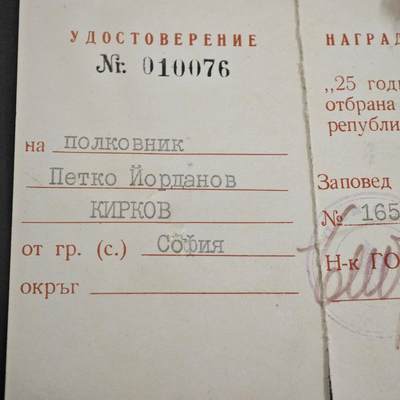 УДОСТОВЕРЕНИЕ
№ 010076
на полковник
Петко Йорданов
КИРКОВ
от гр. (с.) София
окръг
НАГРАД
„25 годи
отбрана
републи
Заповед
№ 165
Н-к ГО